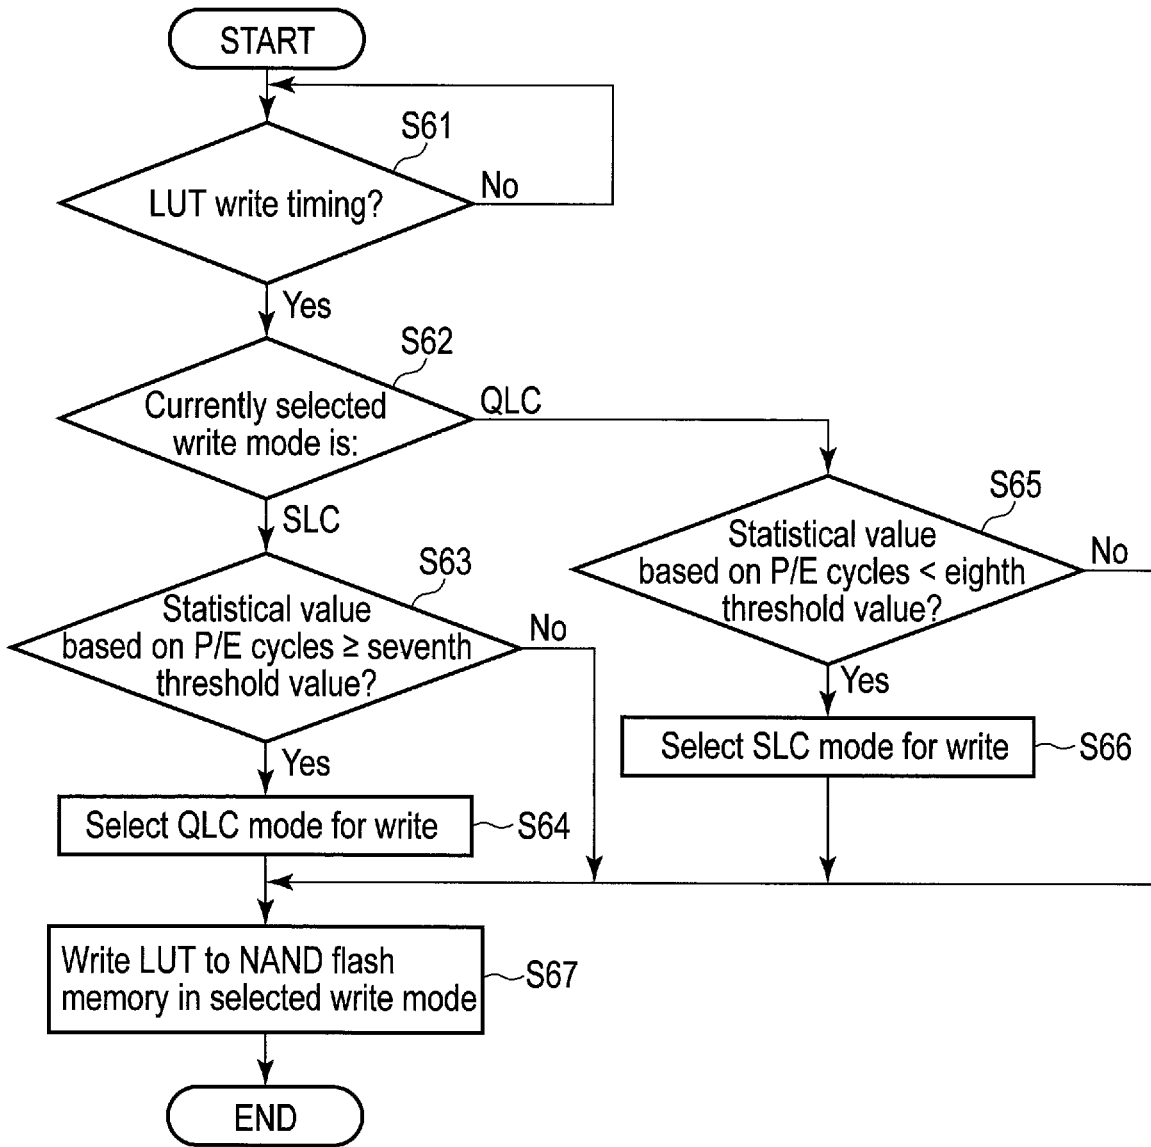 START
S61
LUT write timing?
No
Yes
S62
Currently selected
write mode is:
QLC
SLC
S65
Statistical value
based on P/E cycles < eighth
threshold value?
No
S63
Statistical value
based on P/E cycles ≥ seventh
threshold value?
No
Yes
Select SLC mode for write
S66
Yes
Select QLC mode for write
S64
Write LUT to NAND flash
memory in selected write mode
S67
END